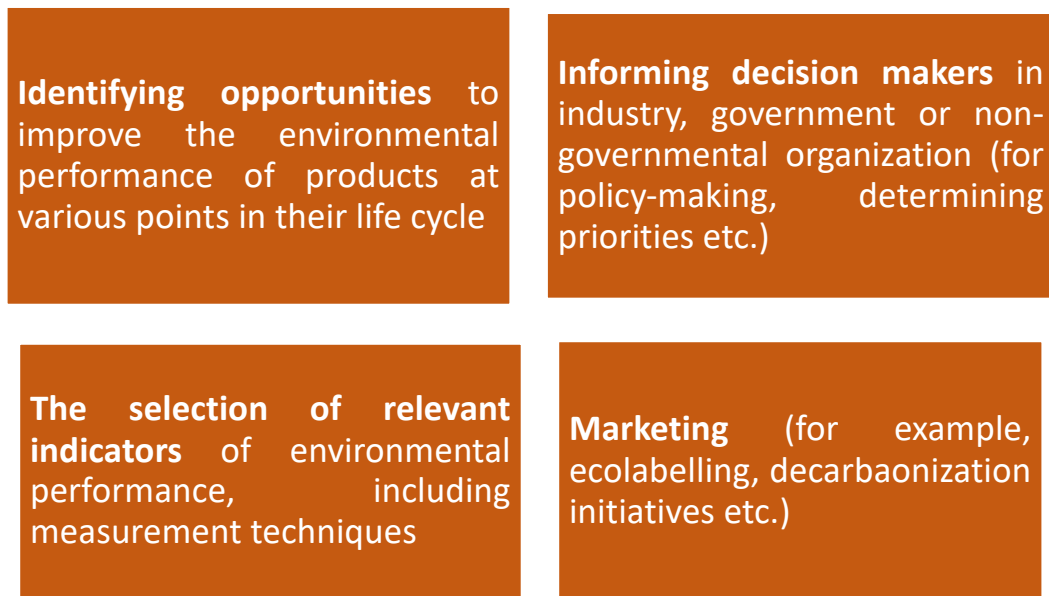 Identifying opportunities to
improve the environmental
performance of products at
various points in their life cycle
Informing decision makers in
industry, government or non-
governmental organization (for
policy-making, determining
priorities etc.)
The selection of relevant
indicators of environmental
performance, including
measurement techniques
Marketing (for example,
ecolabelling, decarbaonization
initiatives etc.)